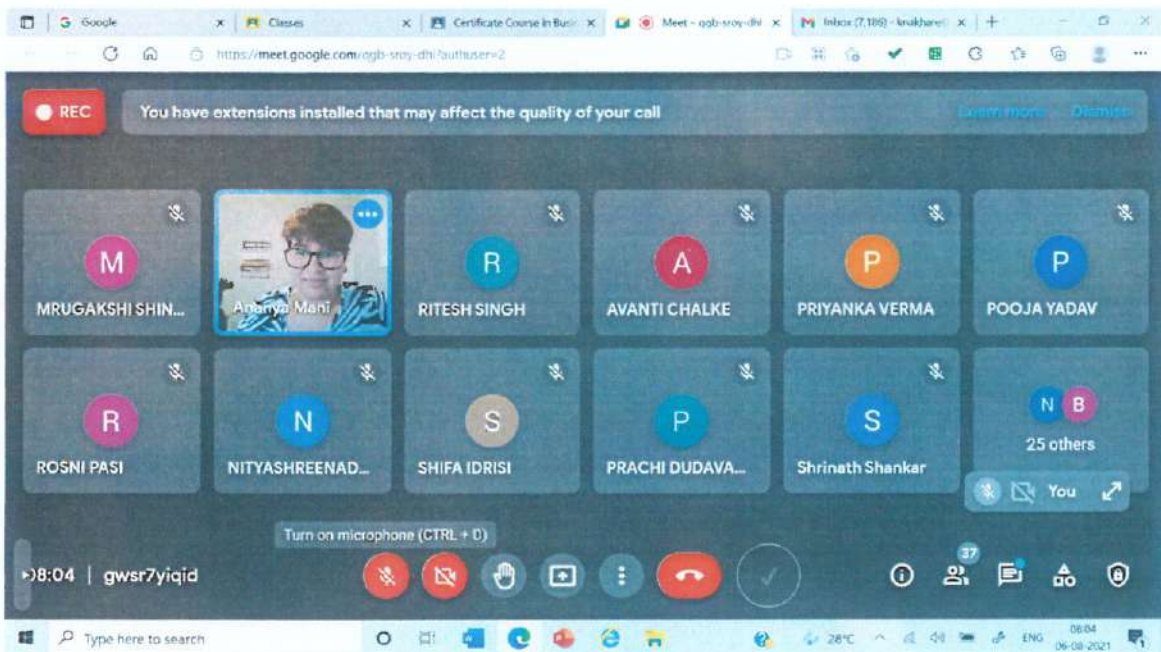 Google
Classes
Certificate Course in Busi
Meet - qgb-sroy-dhi
Inbox (7,186) -
https://meet.google.com/qgb-sroy-dhi?authuser=2
REC
You have extensions installed that may affect the quality of your call
Learn more
Dismiss
M
MRUGAKSHI SHIN...
Ananya Mani
R
RITESH SINGH
A
AVANTI CHALKE
P
PRIYANKA VERMA
P
POOJA YADAV
R
ROSNI PASI
N
NITYASHREENAD...
S
SHIFA IDRISI
P
PRACHI DUDAVA...
S
Shrinath Shankar
N B
25 others
You
Turn on microphone (CTRL + D)
08:04 | gwsr7yiqid
37
Type here to search
28°C
ENG
08:04
06-08-2021